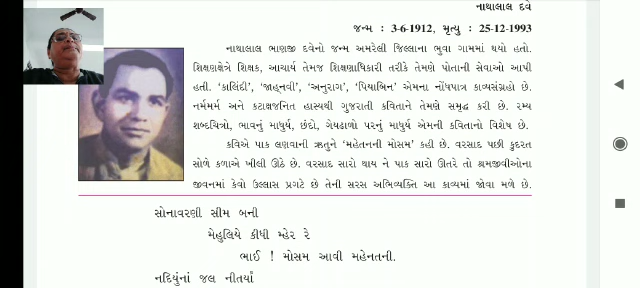 નાથાલાલ દવે
જન્મ : 3-6-1912, મૃત્યુ : 25-12-1993
નાથાલાલ ભાણજી દવેનો જન્મ અમરેલી જિલ્લાના ભુવા ગામમાં થયો હતો.
શિક્ષણક્ષેત્રે શિક્ષક, આચાર્ય તેમજ શિક્ષણાધિકારી તરીકે તેમણે પોતાની સેવાઓ આપી
હતી. ‘કાલિંદી’, ‘જાહ્નવી’, ‘અનુરાગ’, ‘પિયાબિન’ એમના નોંધપાત્ર કાવ્યસંગ્રહો છે.
નર્મમર્મ અને કટાક્ષજનિત હાસ્યથી ગુજરાતી કવિતાને તેમણે સમૃદ્ધ કરી છે. રમ્ય
શબ્દચિત્રો, ભાવનું માધુર્ય, છંદો, ગેયઢાળો પરનું માધુર્ય એમની કવિતાનો વિશેષ છે.
કવિએ પાક લણવાની ઋતુને ‘મહેતનની મોસમ’ કહી છે. વરસાદ પછી કુદરત
સોળે કળાએ ખીલી ઊઠે છે. વરસાદ સારો થાય ને પાક સારો ઊતરે તો શ્રમજીવીઓના
જીવનમાં કેવો ઉલ્લાસ પ્રગટે છે તેની સરસ અભિવ્યક્તિ આ કાવ્યમાં જોવા મળે છે.
સોનાવરણી સીમ બની
મેહુલિયે કીધી મ્હેર રે
ભાઈ ! મોસમ આવી મહેનતની.
નદિયુંનાં જલ નીતર્યાં